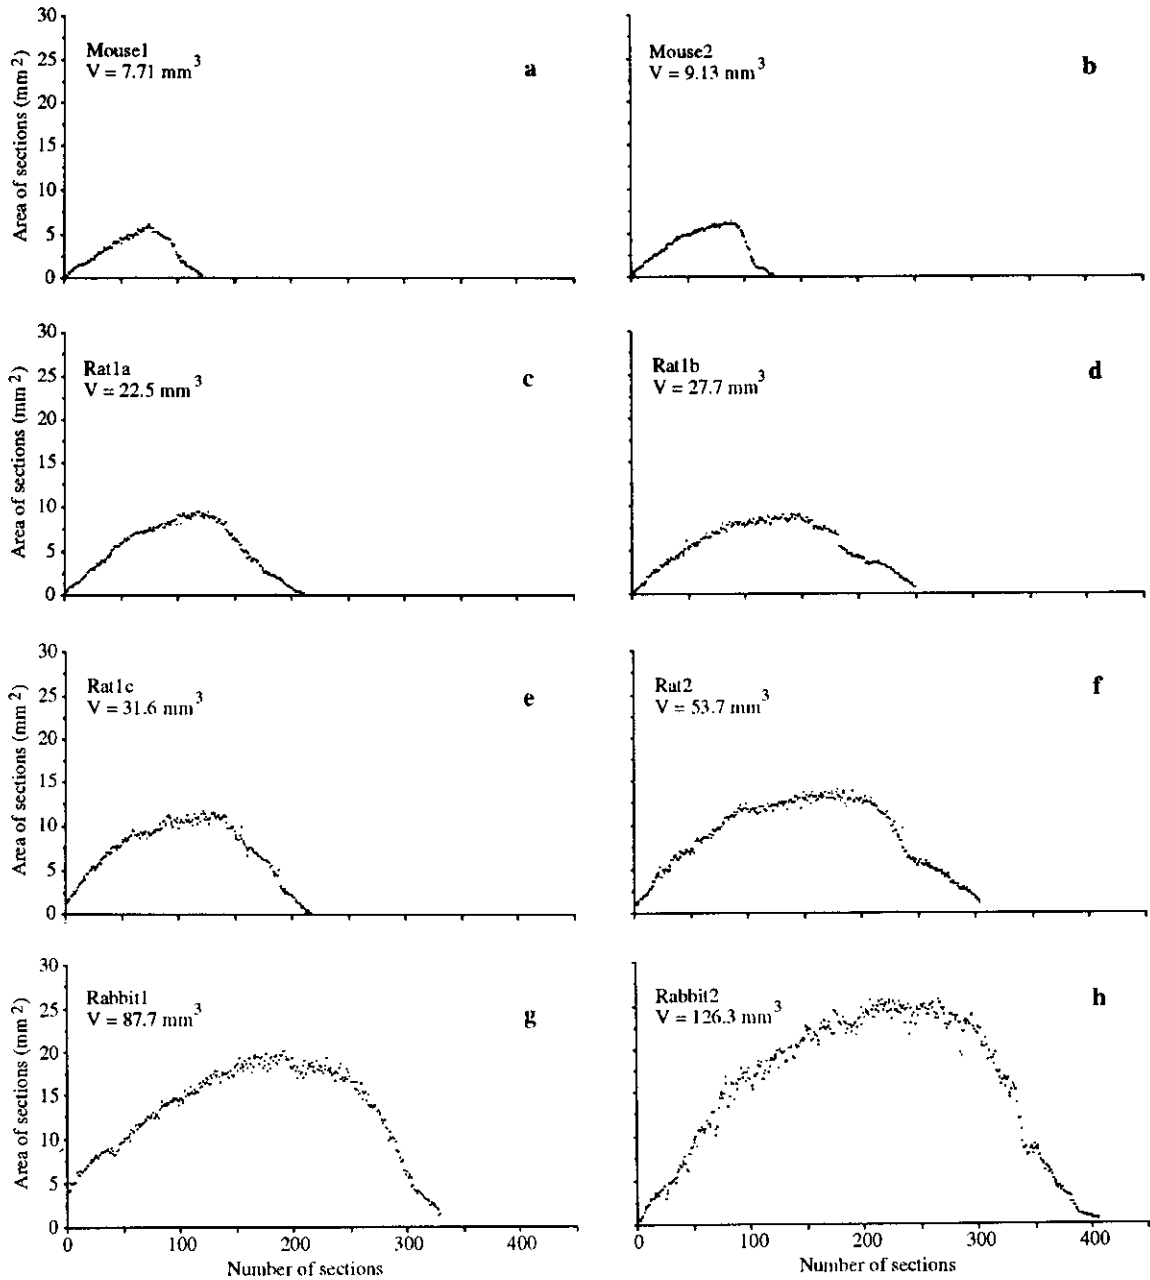 30
25
20
15
10
5
0
Area of sections (mm²)
Mouse1
V = 7.71 mm³
a
Mouse2
V = 9.13 mm³
b
30
25
20
15
10
5
0
Area of sections (mm²)
Rat1a
V = 22.5 mm³
c
Rat1b
V = 27.7 mm³
d
30
25
20
15
10
5
0
Area of sections (mm²)
Rat1c
V = 31.6 mm³
e
Rat2
V = 53.7 mm³
f
30
25
20
15
10
5
0
Area of sections (mm²)
Rabbit1
V = 87.7 mm³
g
0 100 200 300 400
Number of sections
Rabbit2
V = 126.3 mm³
h
0 100 200 300 400
Number of sections